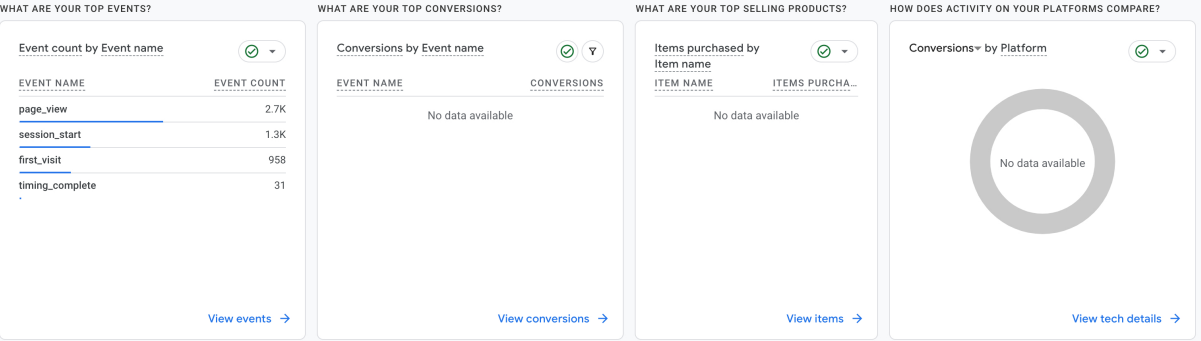 WHAT ARE YOUR TOP EVENTS?
Event count by Event name
EVENT NAME EVENT COUNT
page_view 2.7K
session_start 1.3K
first_visit 958
timing_complete 31
View events
WHAT ARE YOUR TOP CONVERSIONS?
Conversions by Event name
EVENT NAME CONVERSIONS
No data available
View conversions
WHAT ARE YOUR TOP SELLING PRODUCTS?
Items purchased by
Item name
ITEM NAME ITEMS PURCHA...
No data available
View items
HOW DOES ACTIVITY ON YOUR PLATFORMS COMPARE?
Conversions by Platform
No data available
View tech details